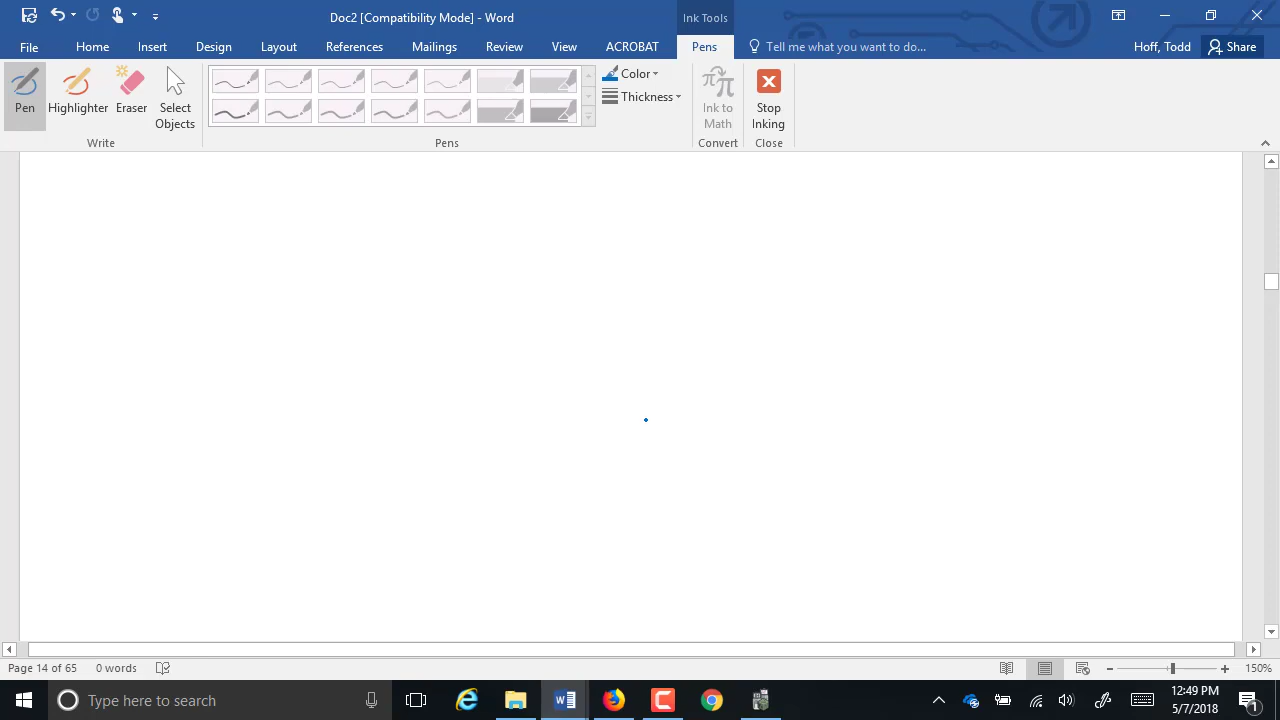 Doc2 [Compatibility Mode] - Word
Ink Tools
File
Home
Insert
Design
Layout
References
Mailings
Review
View
ACROBAT
Pens
Tell me what you want to do...
Hoff, Todd
Share
Pen
Highlighter
Eraser
Select
Objects
Color
Thickness
Ink to
Math
Stop
Inking
Write
Pens
Convert
Close
Page 14 of 65
0 words
150%
Type here to search
12:49 PM
5/7/2018
1